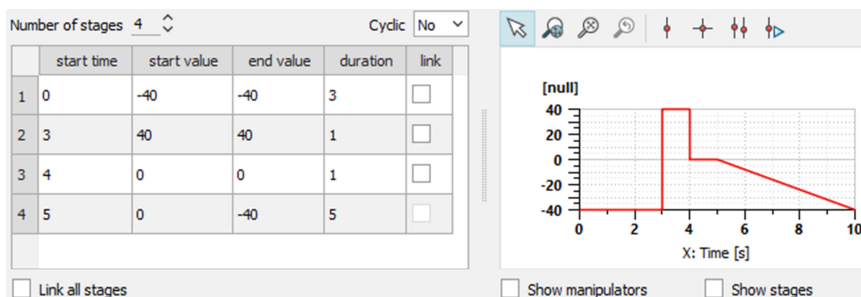 Number of stages 4
Cyclic No
start time start value end value duration link
1 0 -40 -40 3
2 3 40 40 1
3 4 0 0 1
4 5 0 -40 5
Link all stages
[null]
40
20
0
-20
-40
0 2 4 6 8 10
X: Time [s]
Show manipulators Show stages